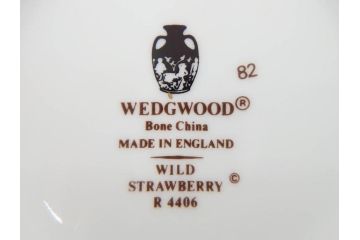 82
WEDGWOOD®
Bone China
MADE IN ENGLAND
WILD
STRAWBERRY ©
R 4406